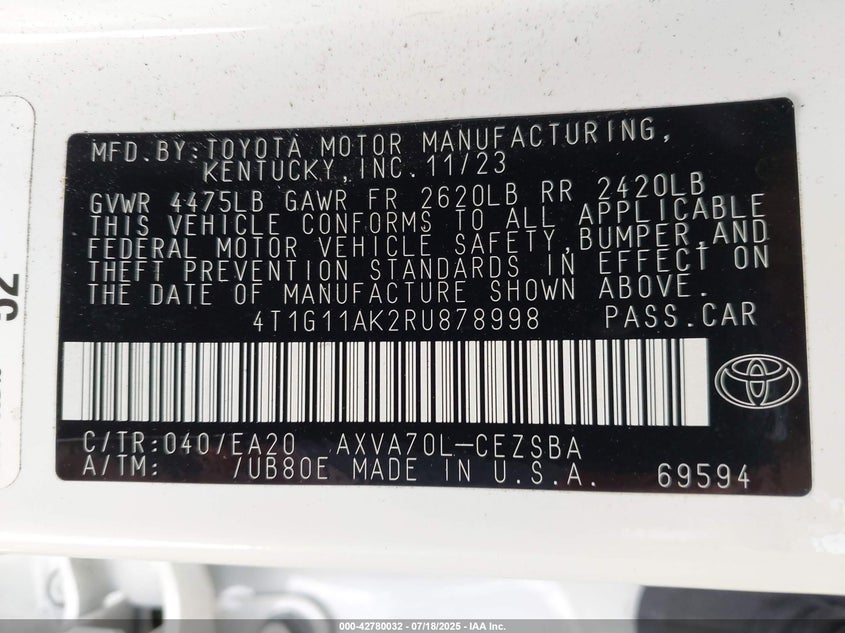 MFD.BY:TOYOTA MOTOR MANUFACTURING,
KENTUCKY,INC.11/23
GVWR 4475LB GAWR FR 2620LB RR 2420LB
THIS VEHICLE CONFORMS TO ALL APPLICABLE
FEDERAL MOTOR VEHICLE SAFETY,BUMPER,AND
THEFT PREVENTION STANDARDS IN EFFECT ON
THE DATE OF MANUFACTURE SHOWN ABOVE.
4T1G11AK2RU878998 PASS.CAR
C/TR:0407EA20 AXVA70L-CEZSBA
A/TM: /UB80E MADE IN U.S.A. 69594
52
000-42780032 - 07/18/2025 - IAA Inc.